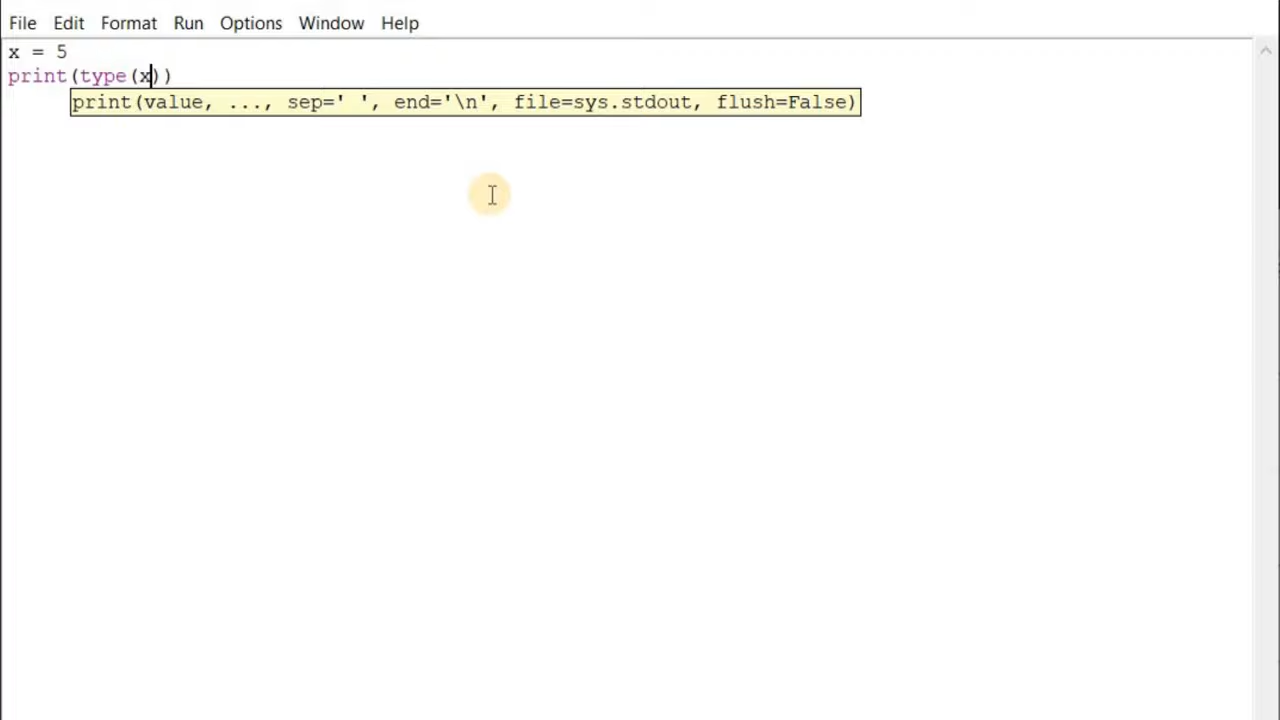 File Edit Format Run Options Window Help
x = 5
print(type(x))
print(value, ..., sep=' ', end='\n', file=sys.stdout, flush=False)